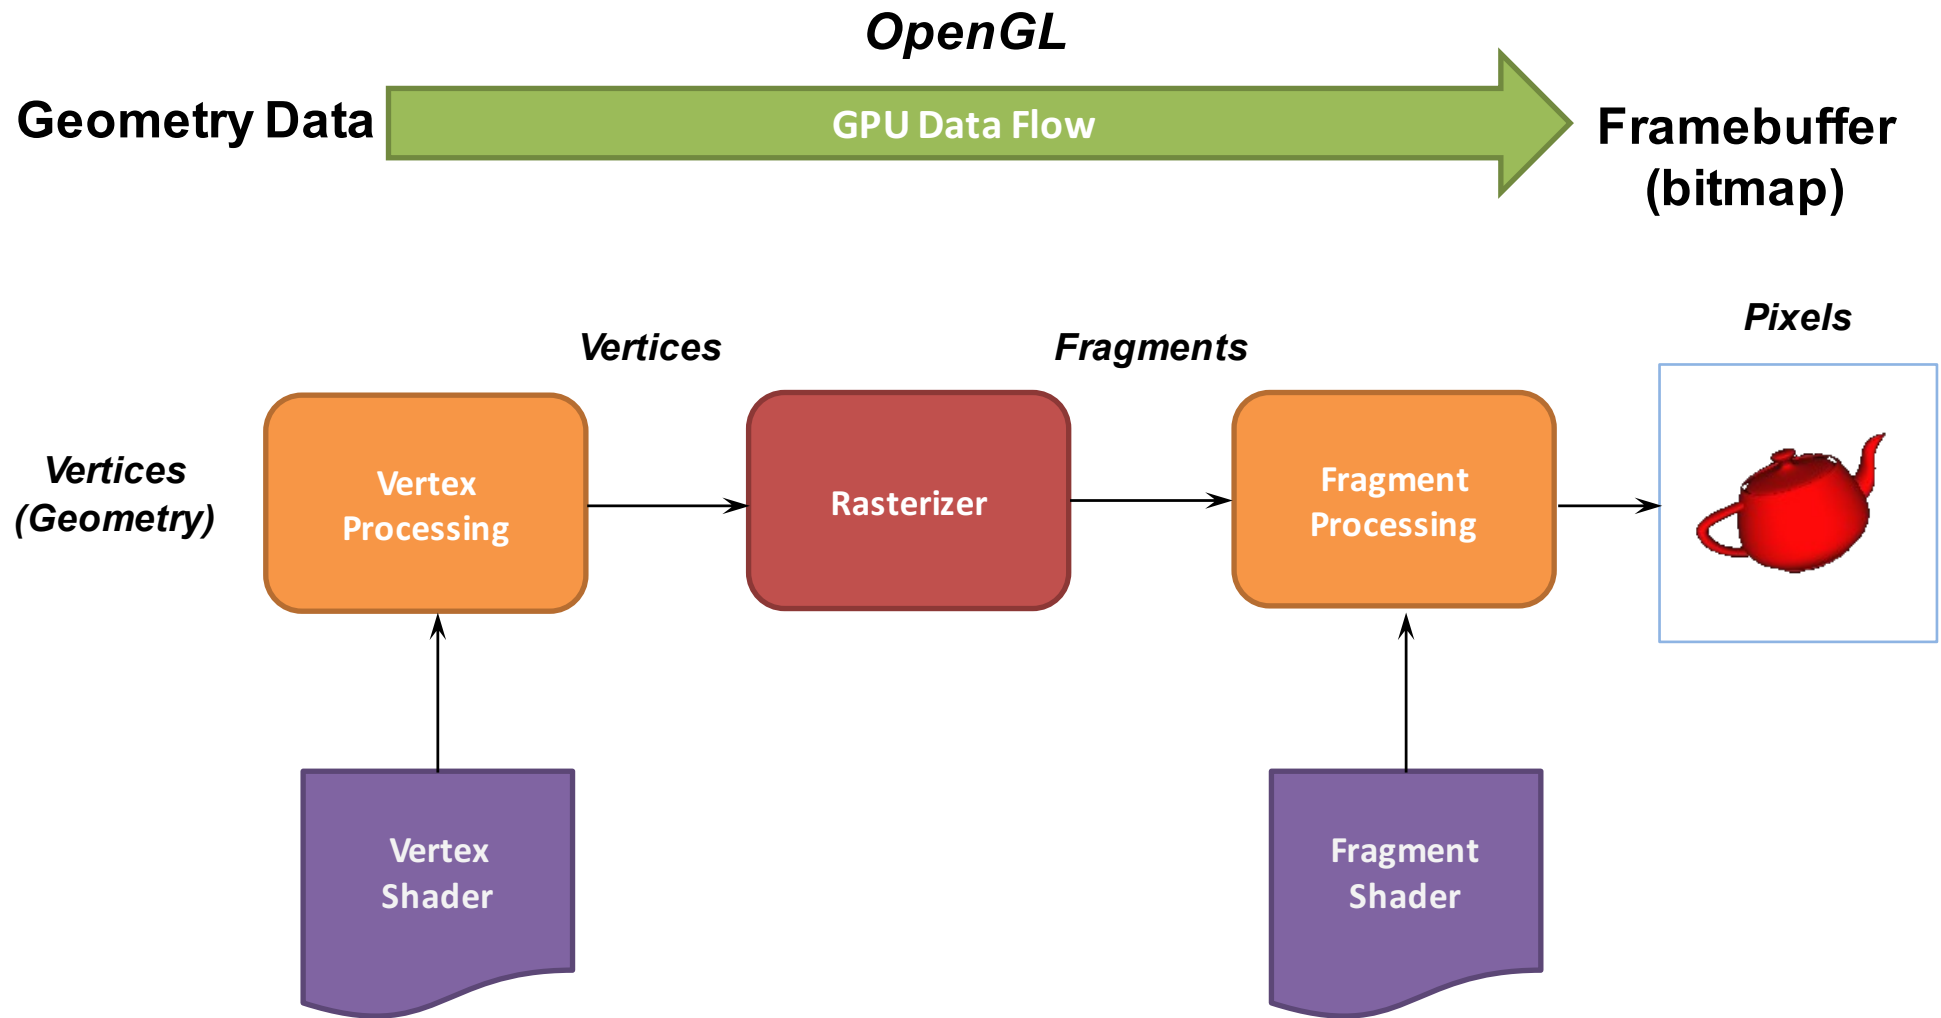 OpenGL
Geometry Data
GPU Data Flow
Framebuffer
(bitmap)
Pixels
Vertices
Fragments
Vertices
(Geometry)
Vertex
Processing
Rasterizer
Fragment
Processing
Vertex
Shader
Fragment
Shader